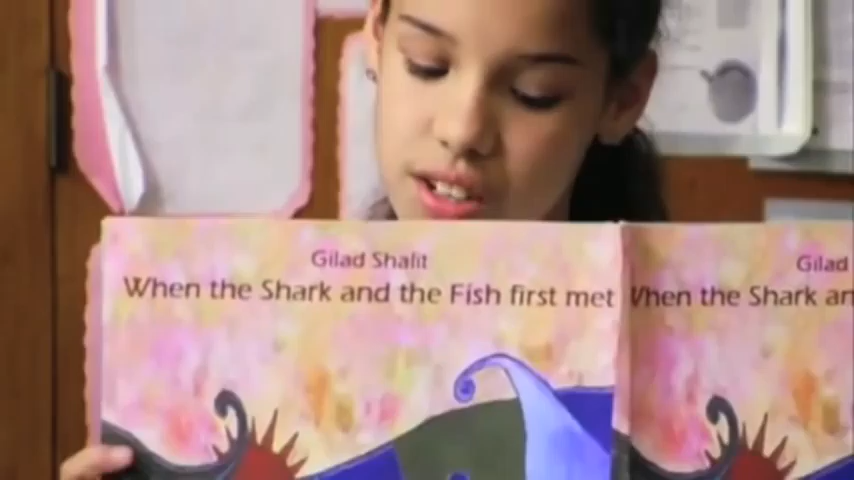 Gilad Shalit
When the Shark and the Fish first met
Gilad
When the Shark an